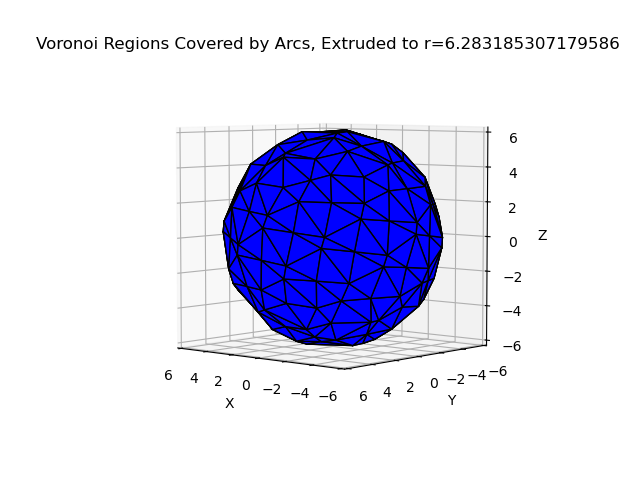 Voronoi Regions Covered by Arcs, Extruded to r=6.283185307179586
6
4
2
0
−2
−4
−6
Z
6 4 2 0 −2 −4 −6
X
6 4 2 0 −2 −4 −6
Y